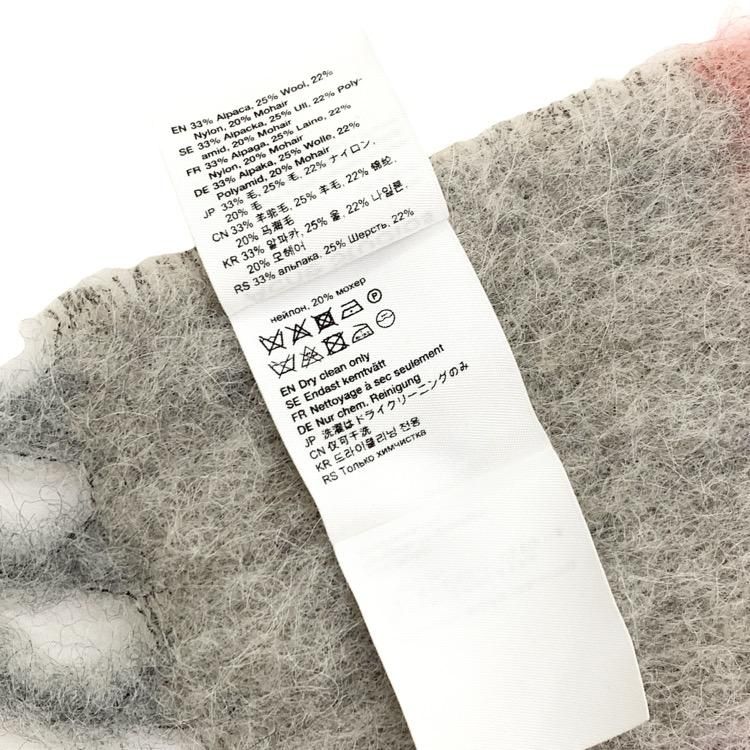 EN 33% Alpaca, 25% Wool, 22%
Nylon, 20% Mohair
SE 33% Alpacka, 25% Ull, 22% Poly-
amid, 20% Mohair
FR 33% Alpaga, 25% Laine, 22%
Nylon, 20% Mohair
DE 33% Alpaka, 25% Wolle, 22%
Polyamid, 20% Mohair
JP 33% 毛, 25% 毛, 22% ナイロン,
20% 毛
CN 33% 羊驼毛, 25% 羊毛, 22% 锦纶,
20% 马海毛
KR 33% 알파카, 25% 울, 22% 나일론,
20% 모헤어
RS 33% альпака, 25% Шерсть, 22%
нейлон, 20% мохер
P
EN Dry clean only
SE Endast kemtvätt
FR Nettoyage à sec seulement
DE Nur chem. Reinigung
JP 洗濯はドライクリーニングのみ
CN 仅可干洗
KR 드라이클리닝 전용
RS Только химчистка